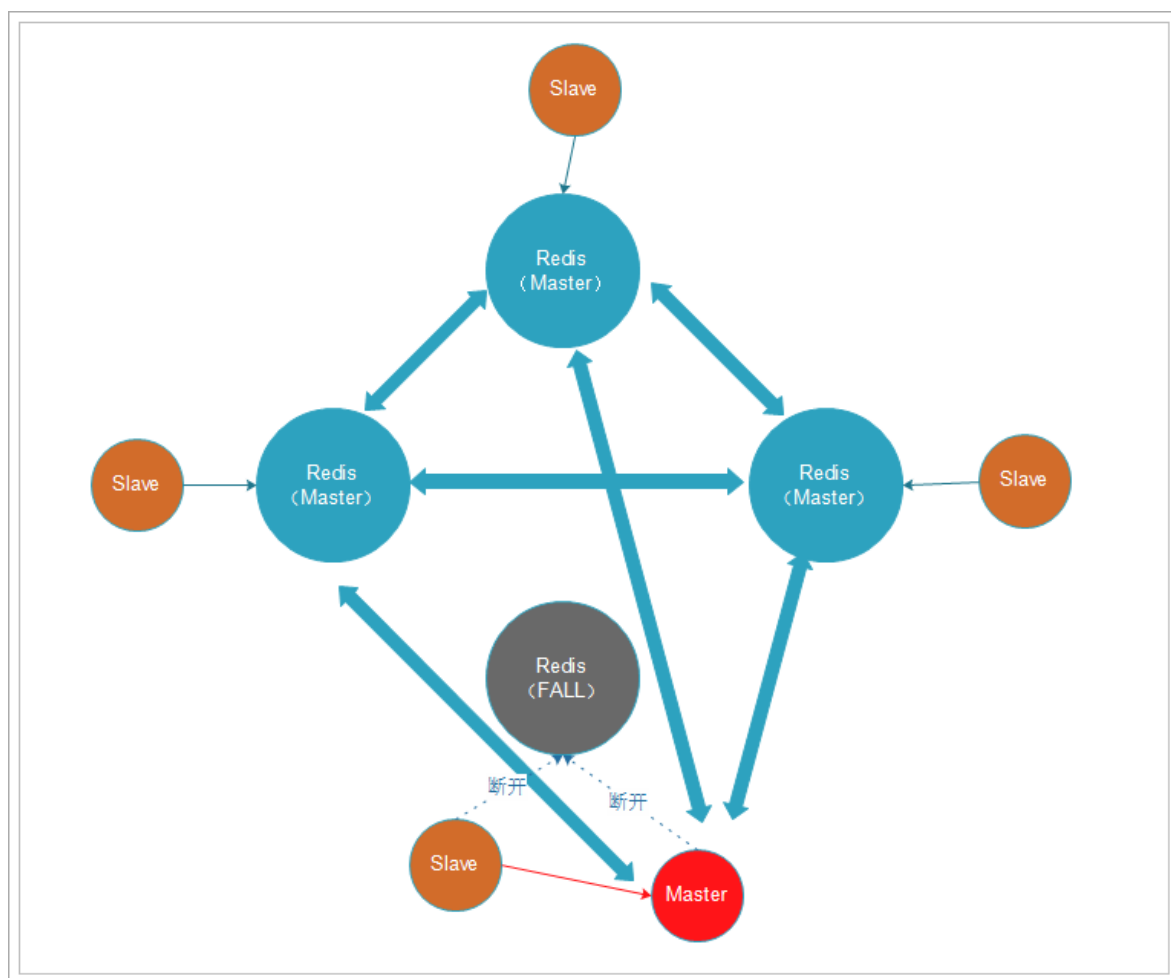 Slave
Redis
（Master）
Slave
Redis
（Master）
Redis
（Master）
Slave
Redis
（FALL）
断开
断开
Slave
Master